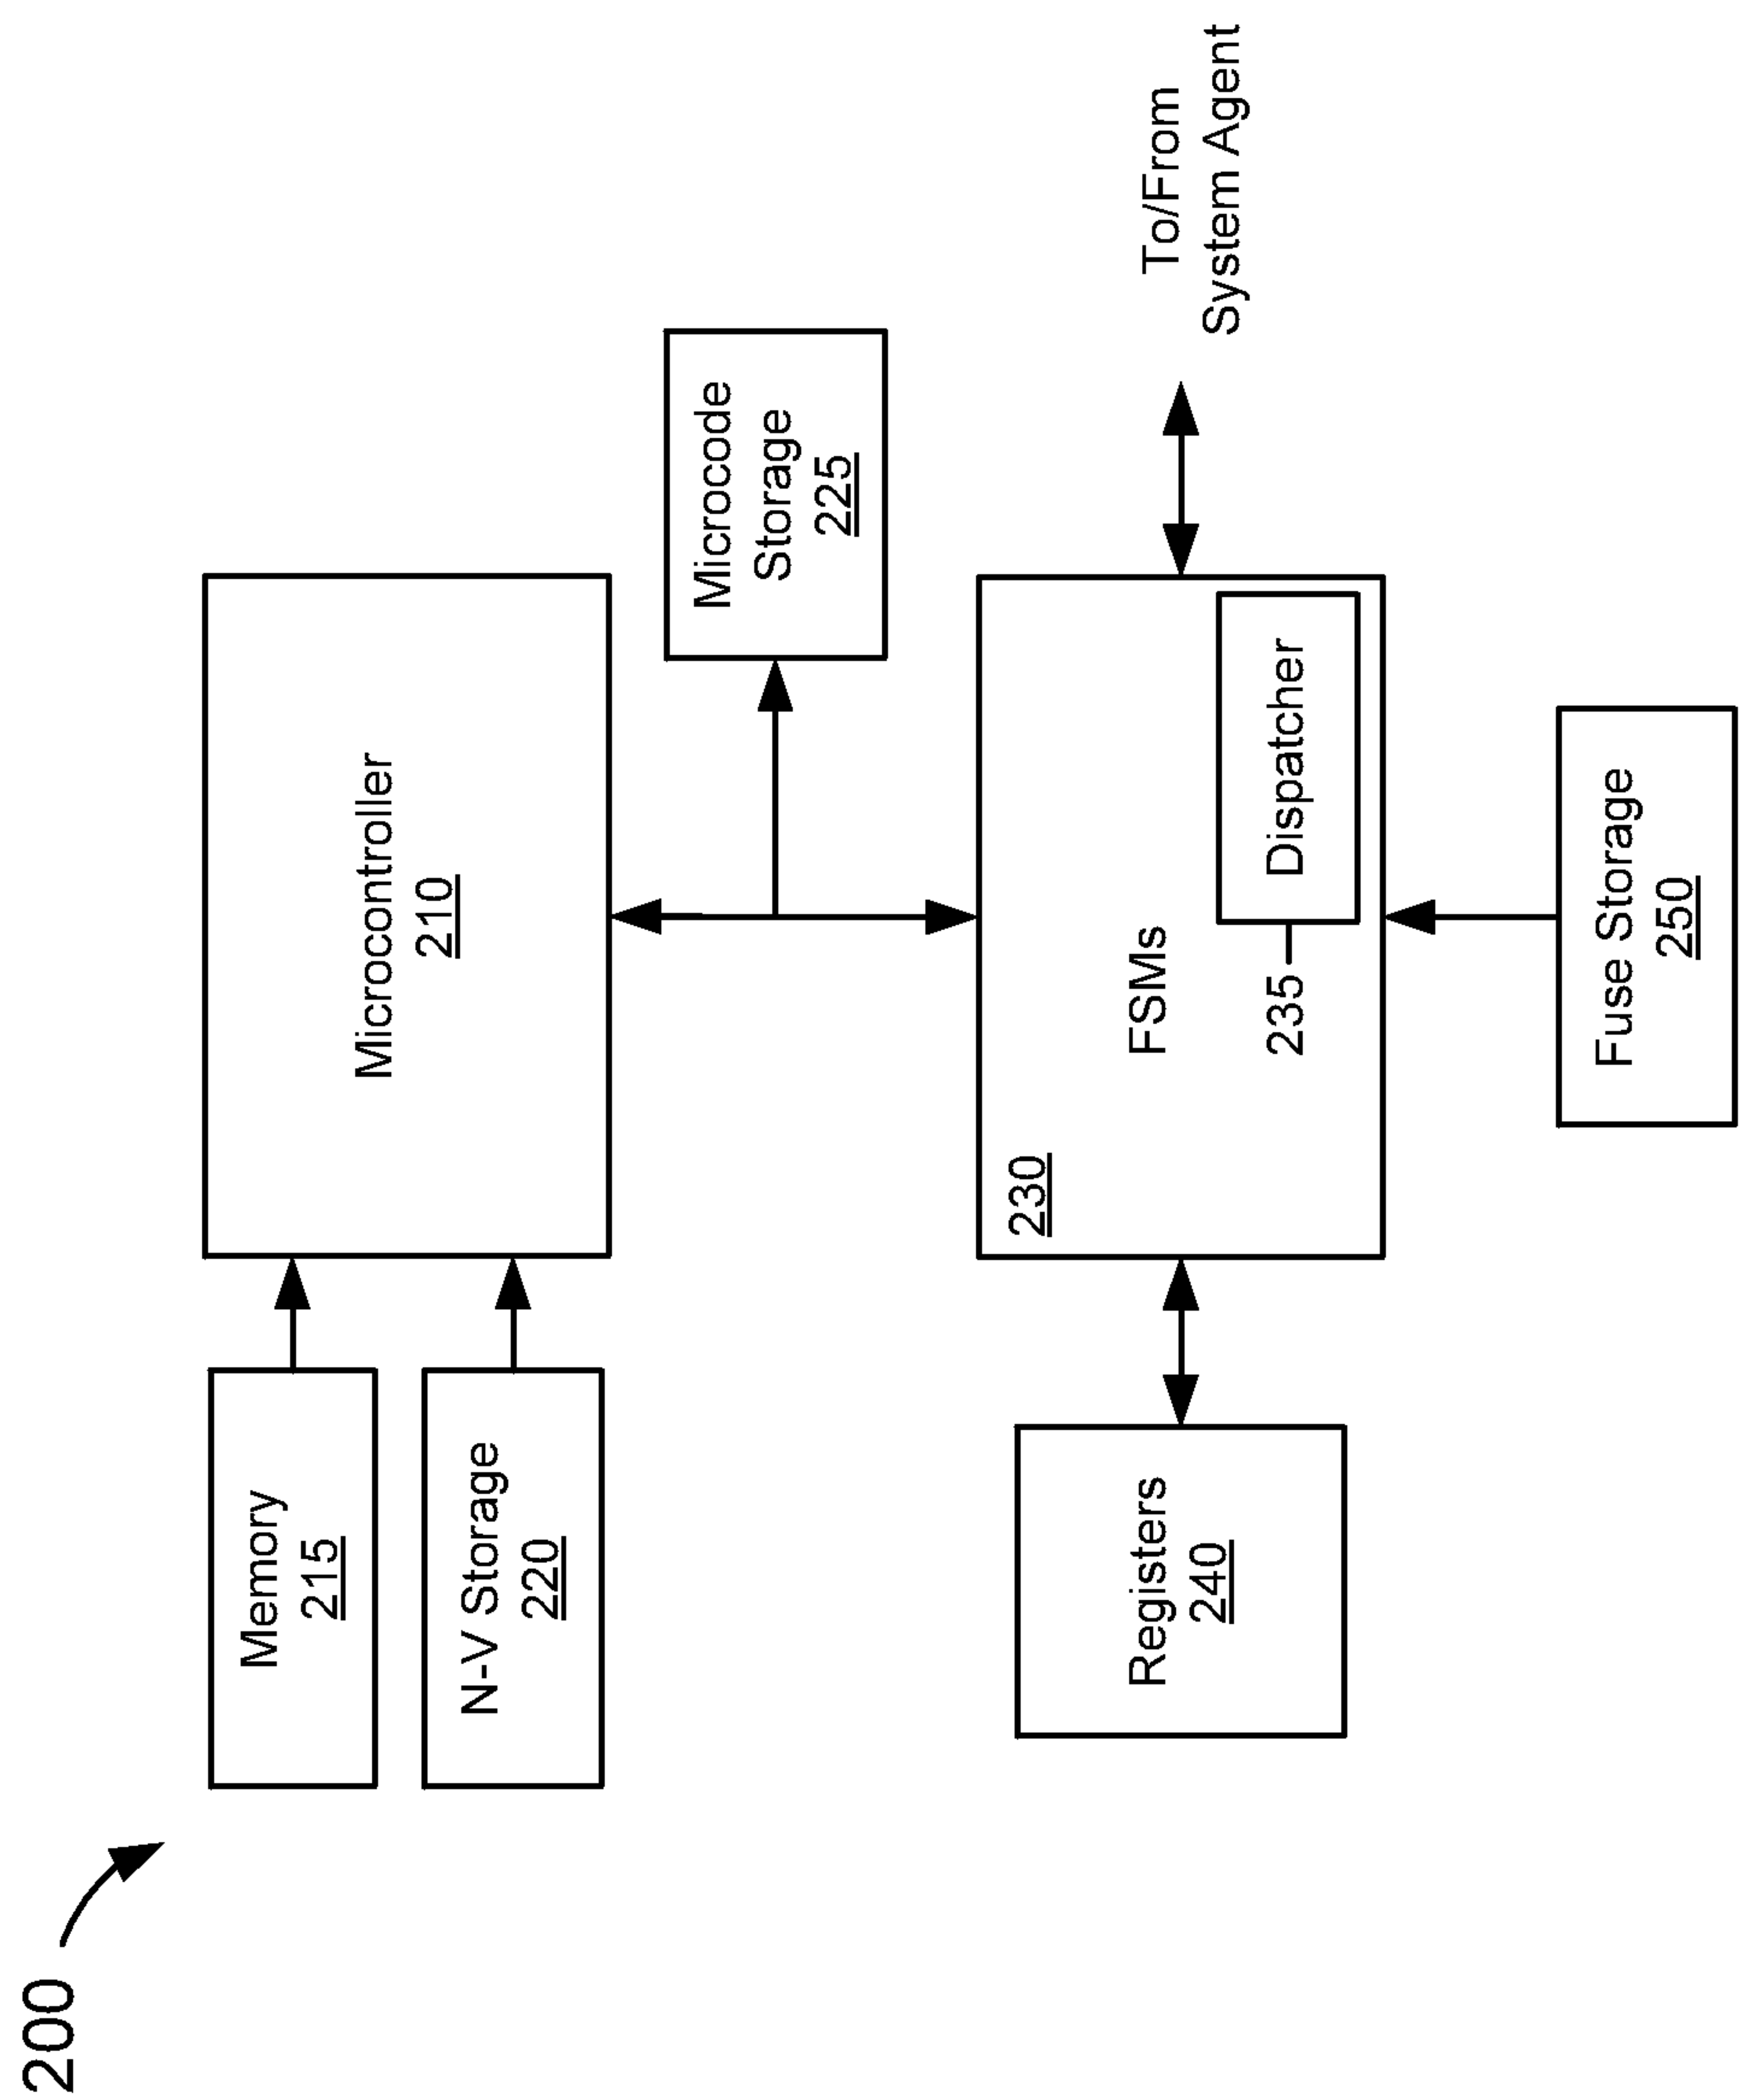 200
Memory
215
N-V Storage
220
Microcontroller
210
Microcode
Storage
225
230
FSMs
235
Dispatcher
To/From
System Agent
Registers
240
Fuse Storage
250